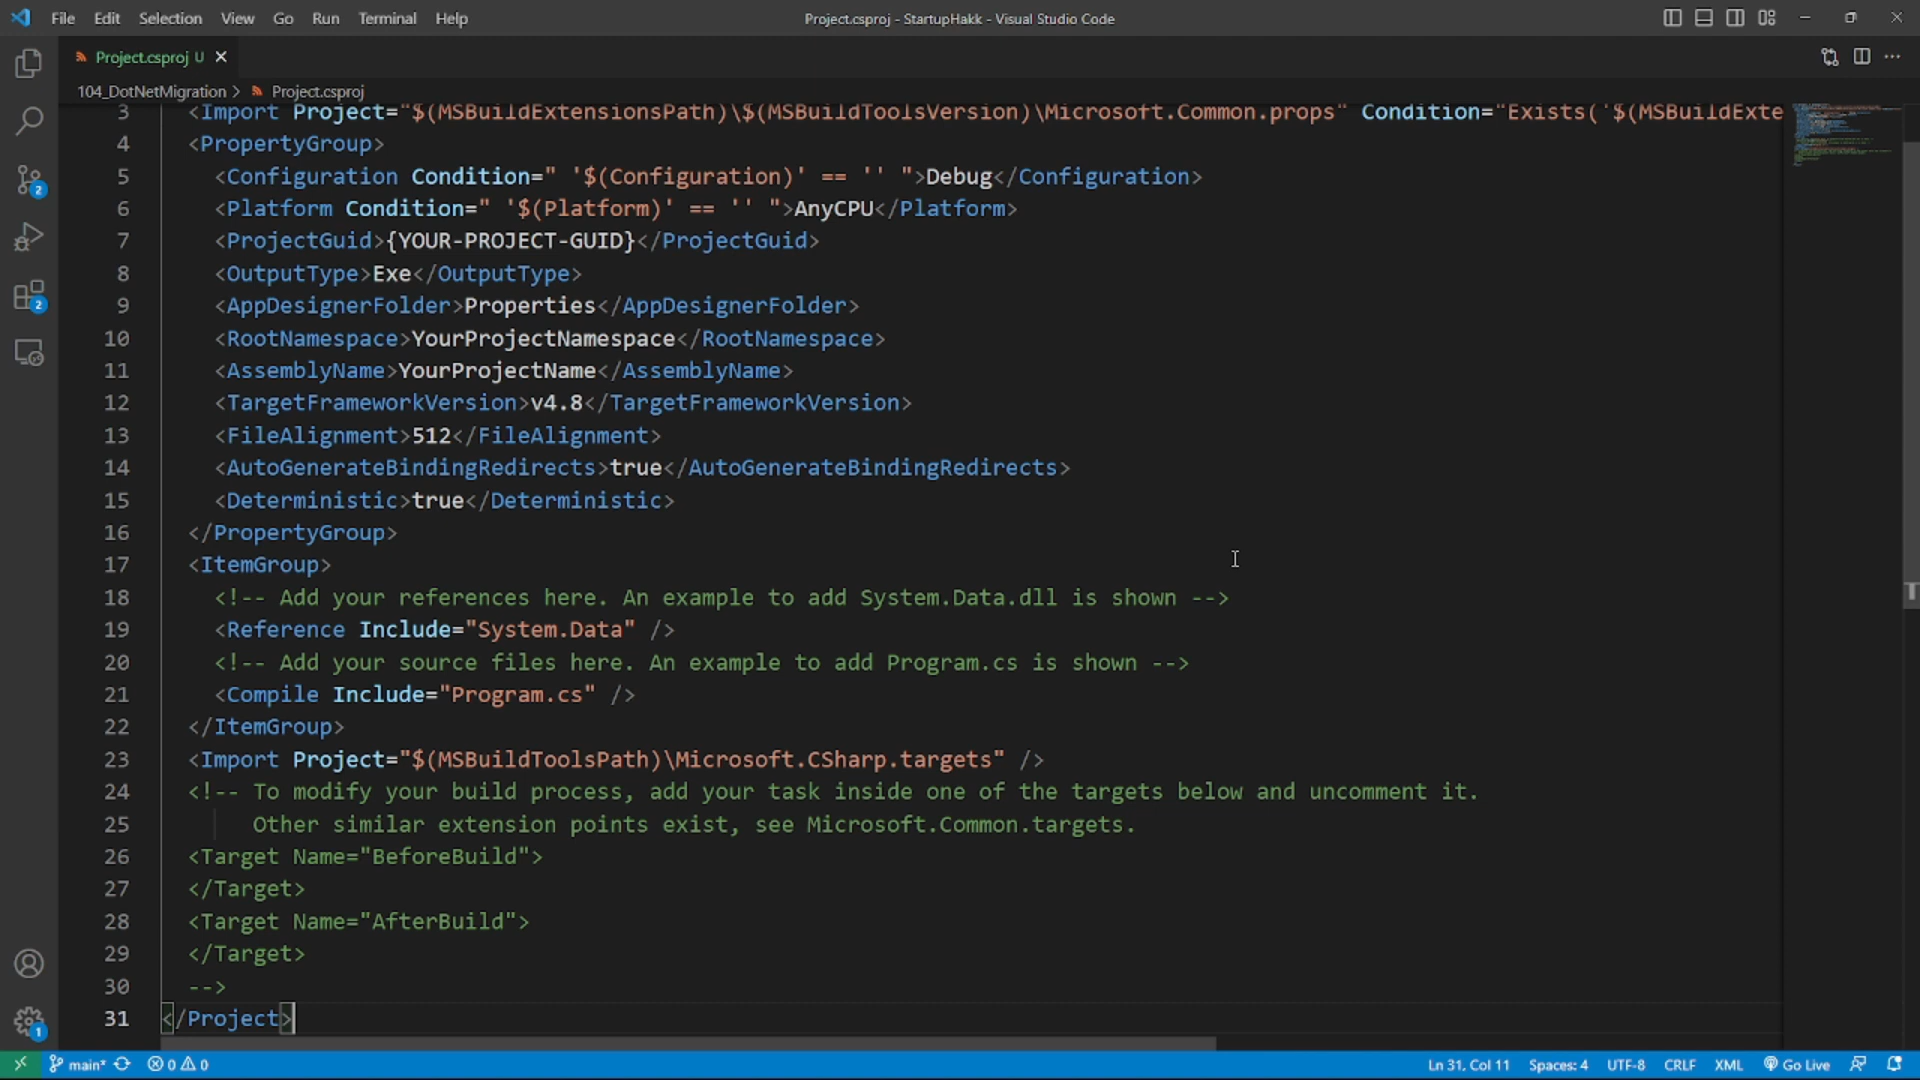 File Edit Selection View Go Run Terminal Help Project.csproj - StartupHakk - Visual Studio Code
Project.csproj U
104_DotNetMigration > Project.csproj
3 <Import Project="$(MSBuildExtensionsPath)\$(MSBuildToolsVersion)\Microsoft.Common.props" Condition="Exists('$(MSBuildExte
4 <PropertyGroup>
5 <Configuration Condition=" '$(Configuration)' == '' ">Debug</Configuration>
6 <Platform Condition=" '$(Platform)' == '' ">AnyCPU</Platform>
7 <ProjectGuid>{YOUR-PROJECT-GUID}</ProjectGuid>
8 <OutputType>Exe</OutputType>
9 <AppDesignerFolder>Properties</AppDesignerFolder>
10 <RootNamespace>YourProjectNamespace</RootNamespace>
11 <AssemblyName>YourProjectName</AssemblyName>
12 <TargetFrameworkVersion>v4.8</TargetFrameworkVersion>
13 <FileAlignment>512</FileAlignment>
14 <AutoGenerateBindingRedirects>true</AutoGenerateBindingRedirects>
15 <Deterministic>true</Deterministic>
16 </PropertyGroup>
17 <ItemGroup>
18 <!-- Add your references here. An example to add System.Data.dll is shown -->
19 <Reference Include="System.Data" />
20 <!-- Add your source files here. An example to add Program.cs is shown -->
21 <Compile Include="Program.cs" />
22 </ItemGroup>
23 <Import Project="$(MSBuildToolsPath)\Microsoft.CSharp.targets" />
24 <!-- To modify your build process, add your task inside one of the targets below and uncomment it.
25 Other similar extension points exist, see Microsoft.Common.targets.
26 <Target Name="BeforeBuild">
27 </Target>
28 <Target Name="AfterBuild">
29 </Target>
30 -->
31 </Project>
2
2
1
main* 0 0 Ln 31, Col 11 Spaces: 4 UTF-8 CRLF XML Go Live